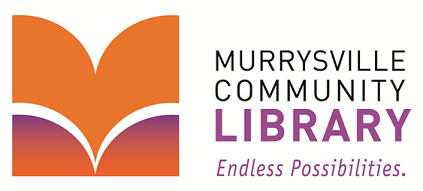 MURRYSVILLE
COMMUNITY
LIBRARY
Endless Possibilities.